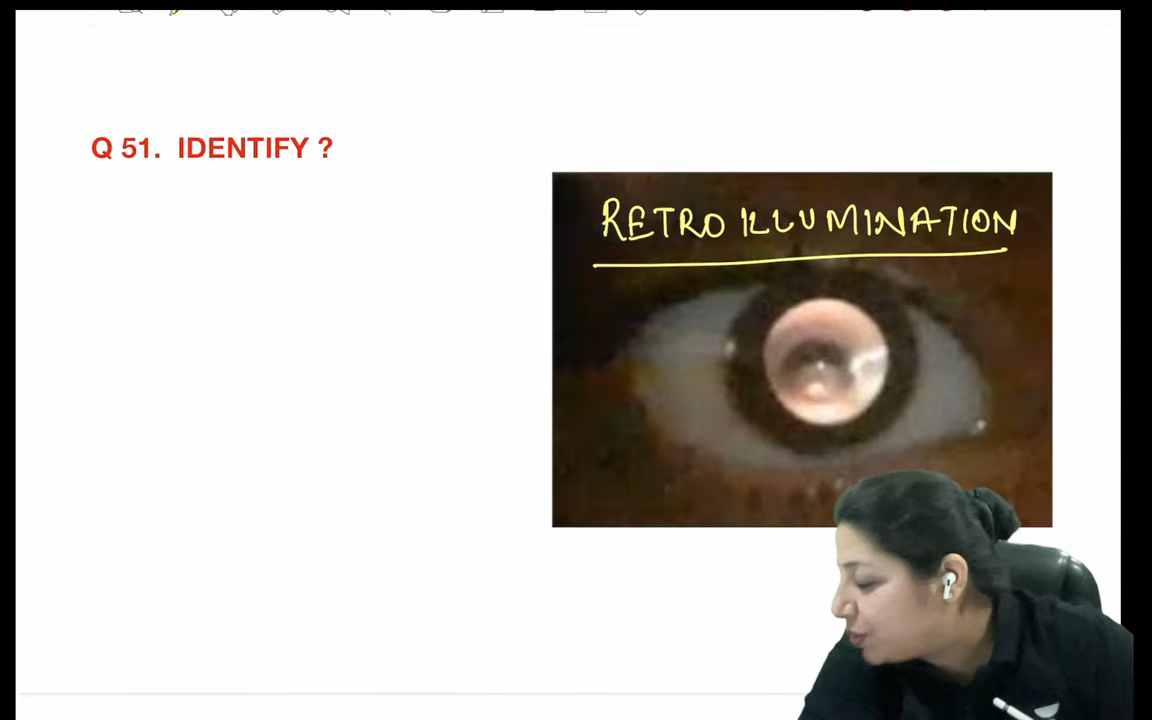 Q 51. IDENTIFY ?
RETRO ILLUMINATION